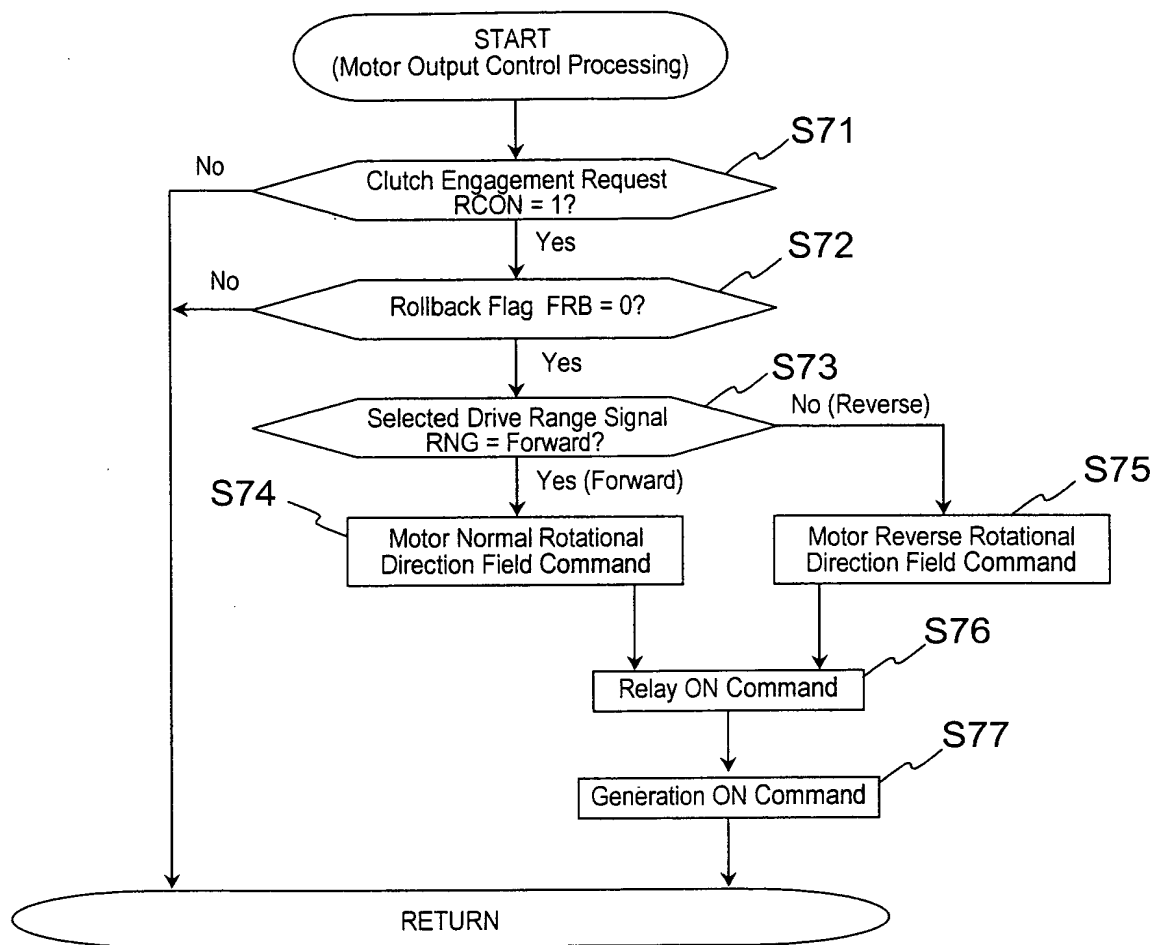 START
(Motor Output Control Processing)
S71
No
Clutch Engagement Request
RCON = 1?
Yes
S72
No
Rollback Flag FRB = 0?
Yes
S73
Selected Drive Range Signal
RNG = Forward?
No (Reverse)
Yes (Forward)
S74
S75
Motor Normal Rotational
Direction Field Command
Motor Reverse Rotational
Direction Field Command
S76
Relay ON Command
S77
Generation ON Command
RETURN